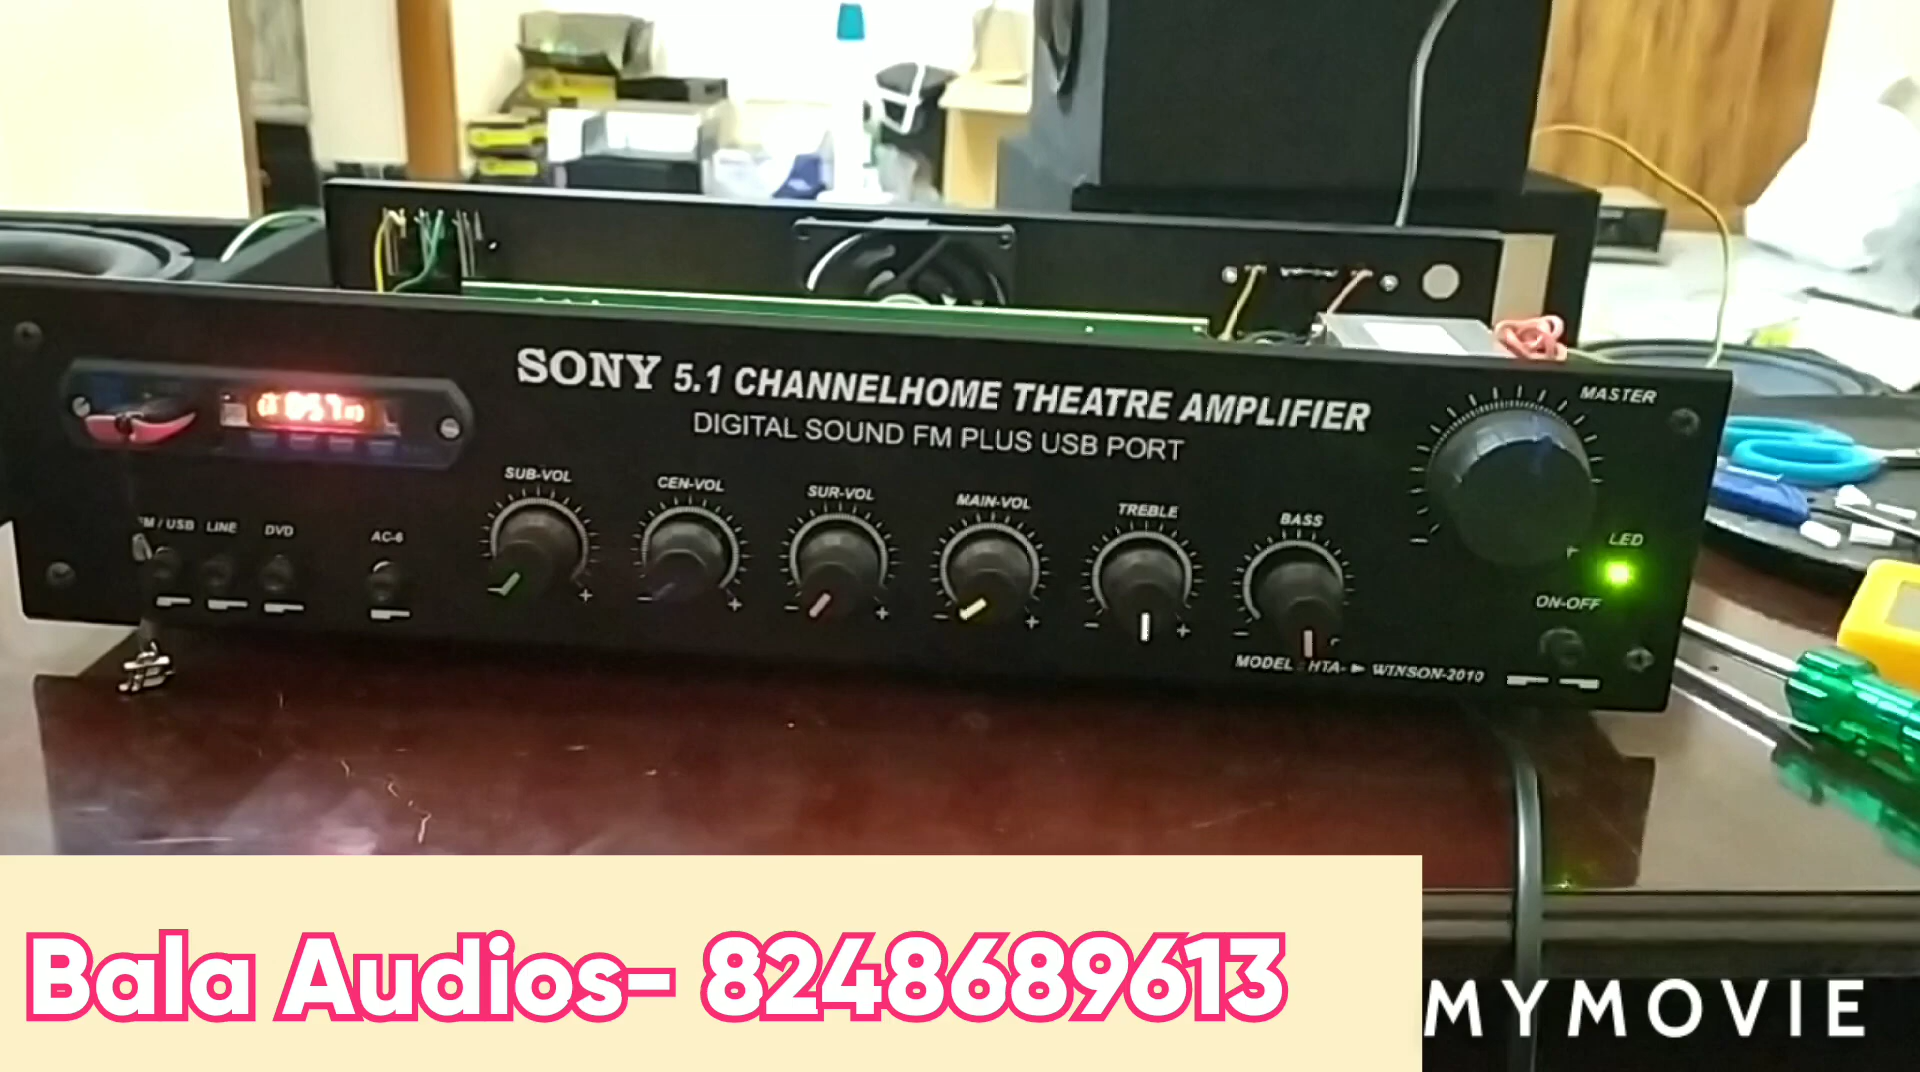 SONY 5.1 CHANNELHOME THEATRE AMPLIFIER
DIGITAL SOUND FM PLUS USB PORT
MASTER
SUB-VOL
CEN-VOL
SUR-VOL
MAIN-VOL
TREBLE
BASS
M / USB LINE DVD
AC-6
LED
ON-OFF
MODEL : HTA- WINSON-2010
Bala Audios- 8248689613
MYMOVIE